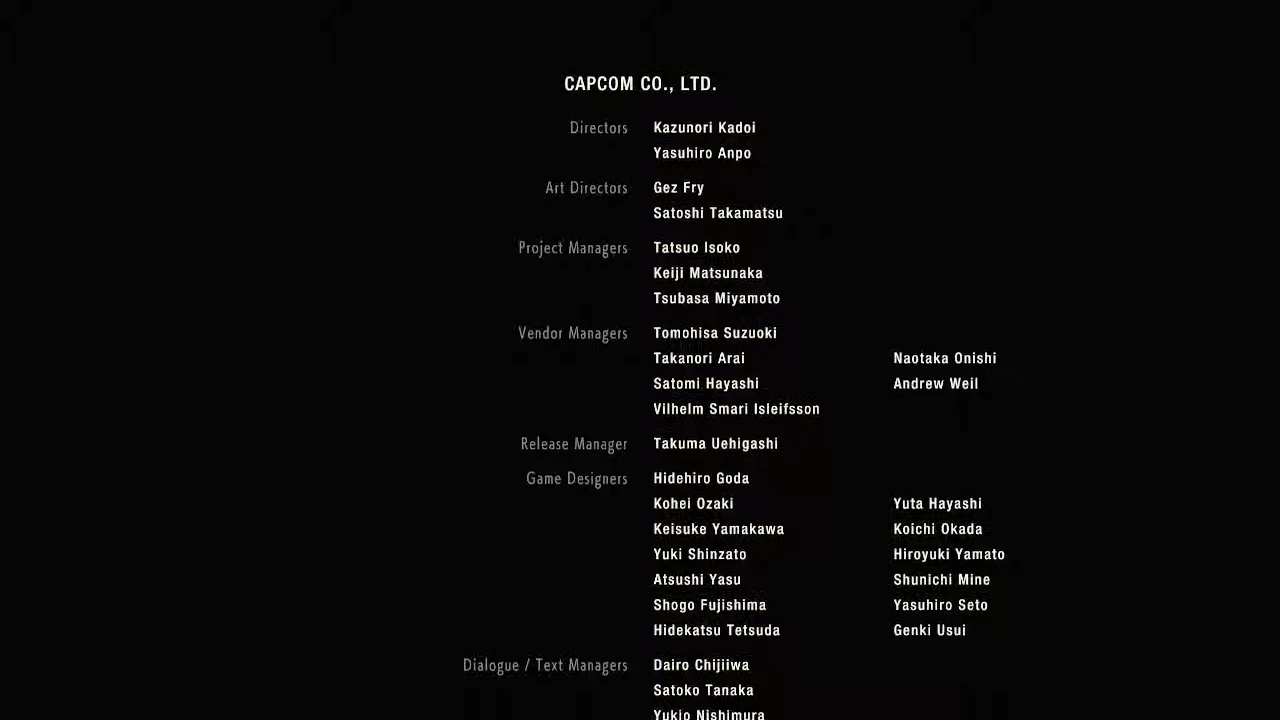 CAPCOM CO., LTD.
Directors Kazunori Kadoi
Yasuhiro Anpo
Art Directors Gez Fry
Satoshi Takamatsu
Project Managers Tatsuo Isoko
Keiji Matsunaka
Tsubasa Miyamoto
Vendor Managers Tomohisa Suzuoki
Takanori Arai Naotaka Onishi
Satomi Hayashi Andrew Weil
Vilhelm Smari Isleifsson
Release Manager Takuma Uehigashi
Game Designers Hidehiro Goda
Kohei Ozaki Yuta Hayashi
Keisuke Yamakawa Koichi Okada
Yuki Shinzato Hiroyuki Yamato
Atsushi Yasu Shunichi Mine
Shogo Fujishima Yasuhiro Seto
Hidekatsu Tetsuda Genki Usui
Dialogue / Text Managers Dairo Chijiiwa
Satoko Tanaka
Yukio Nishimura